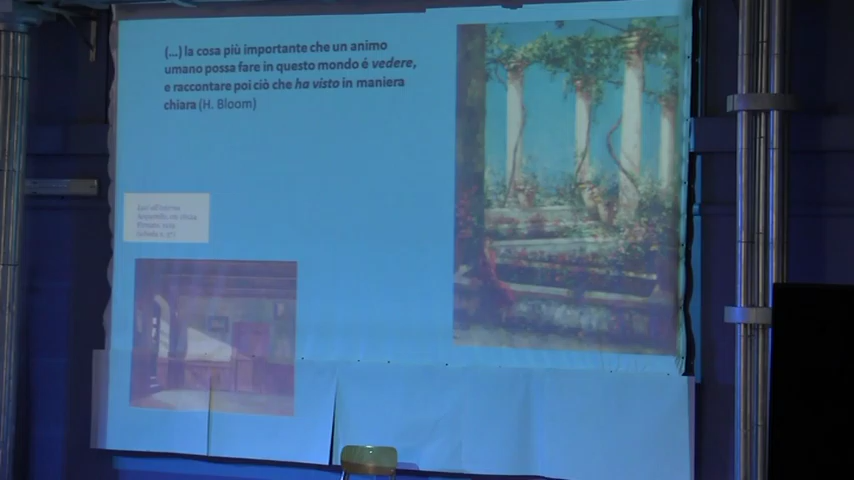 (...) la cosa più importante che un animo
umano possa fare in questo mondo è vedere,
e raccontare poi ciò che ha visto in maniera
chiara (H. Bloom)